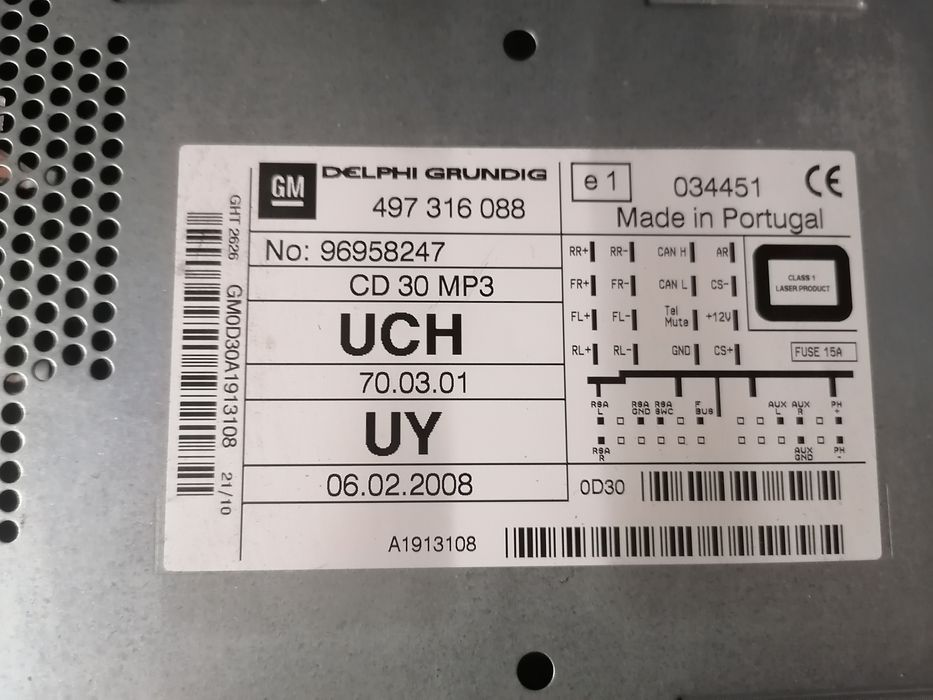 GHT 2626 GM0D30A1913108 21/10
GM DELPHI GRUNDIG
497 316 088
No: 96958247
CD 30 MP3
UCH
70.03.01
UY
06.02.2008
e 1 034451 CE
Made in Portugal
RR+ RR- CAN H AR
FR+ FR- CAN L CS-
FL+ FL- Tel Mute +12V
RL+ RL- GND CS+
CLASS 1
LASER PRODUCT
FUSE 15A
RSA L RSA GND RSA SWC F BUS AUX L AUX R PH +
RSA R AUX GND PH -
0D30
A1913108